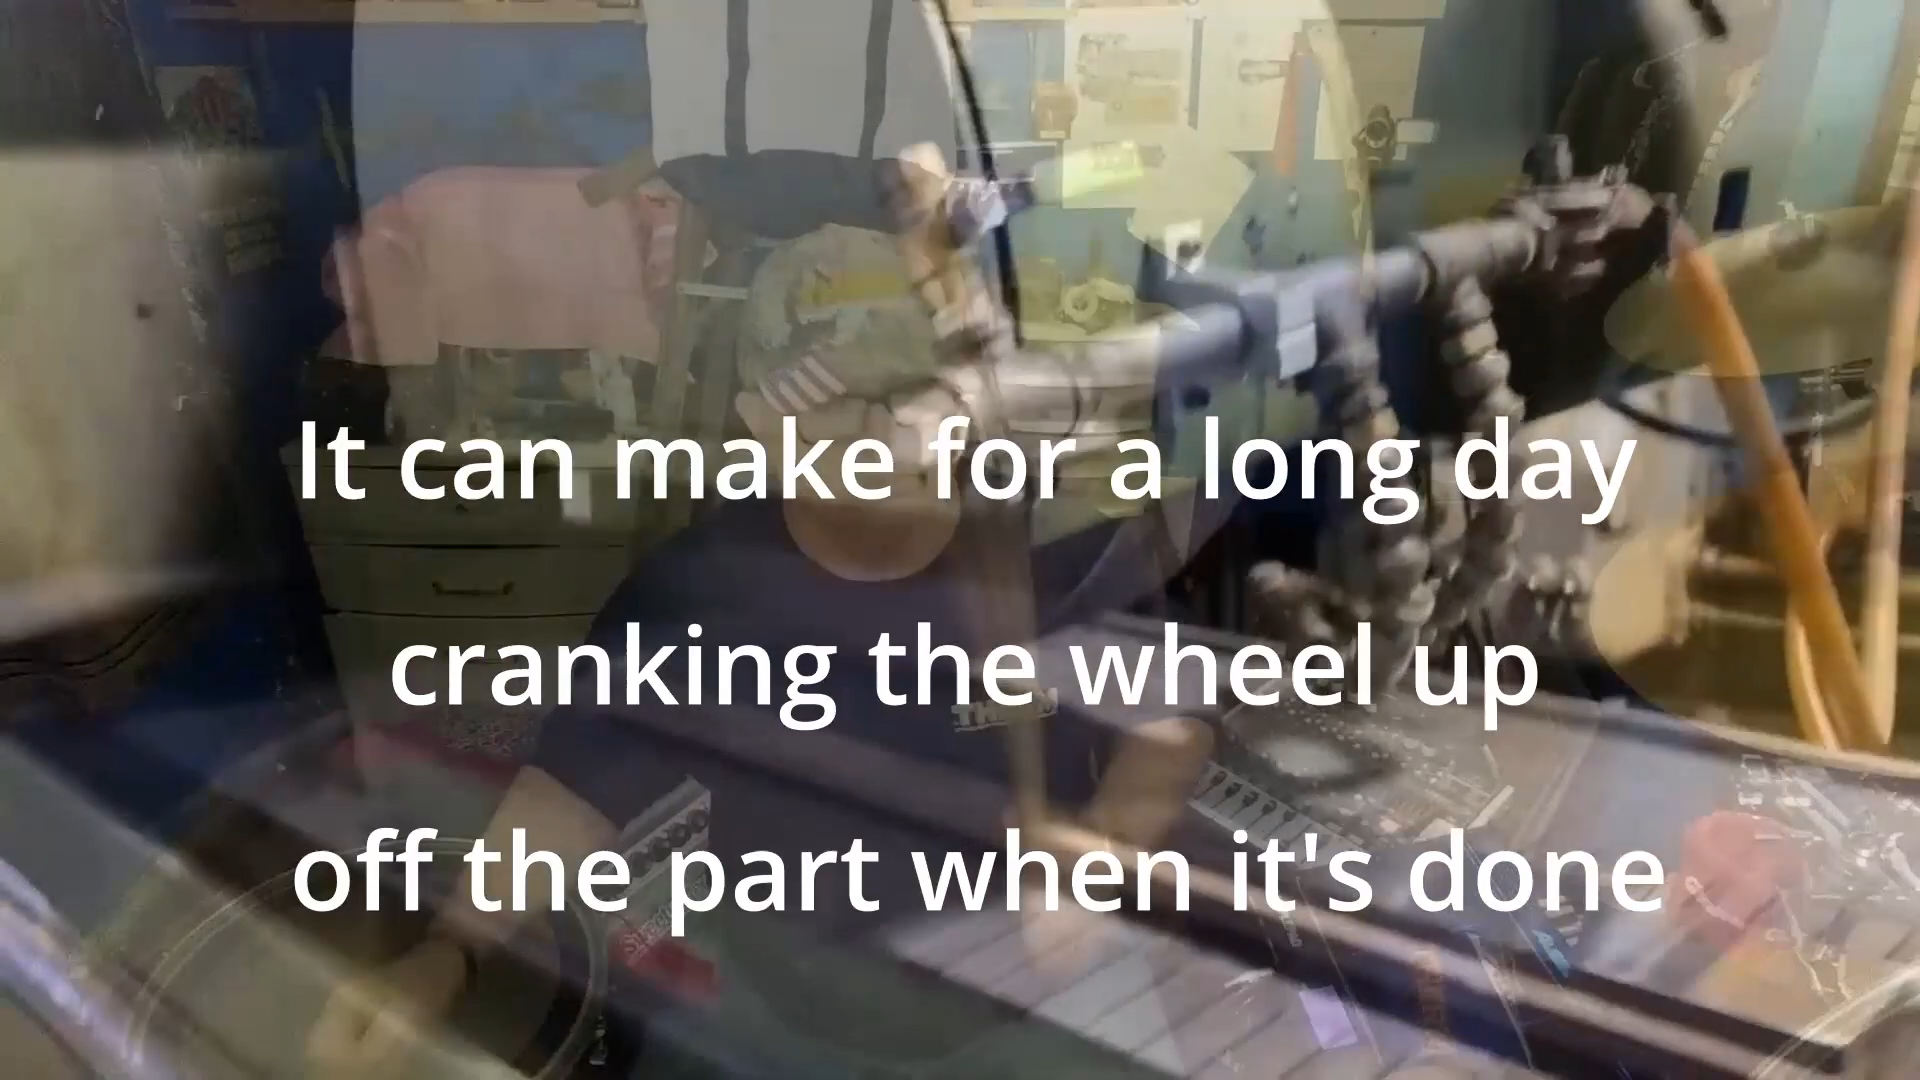 It can make for a long day
cranking the wheel up
off the part when it's done